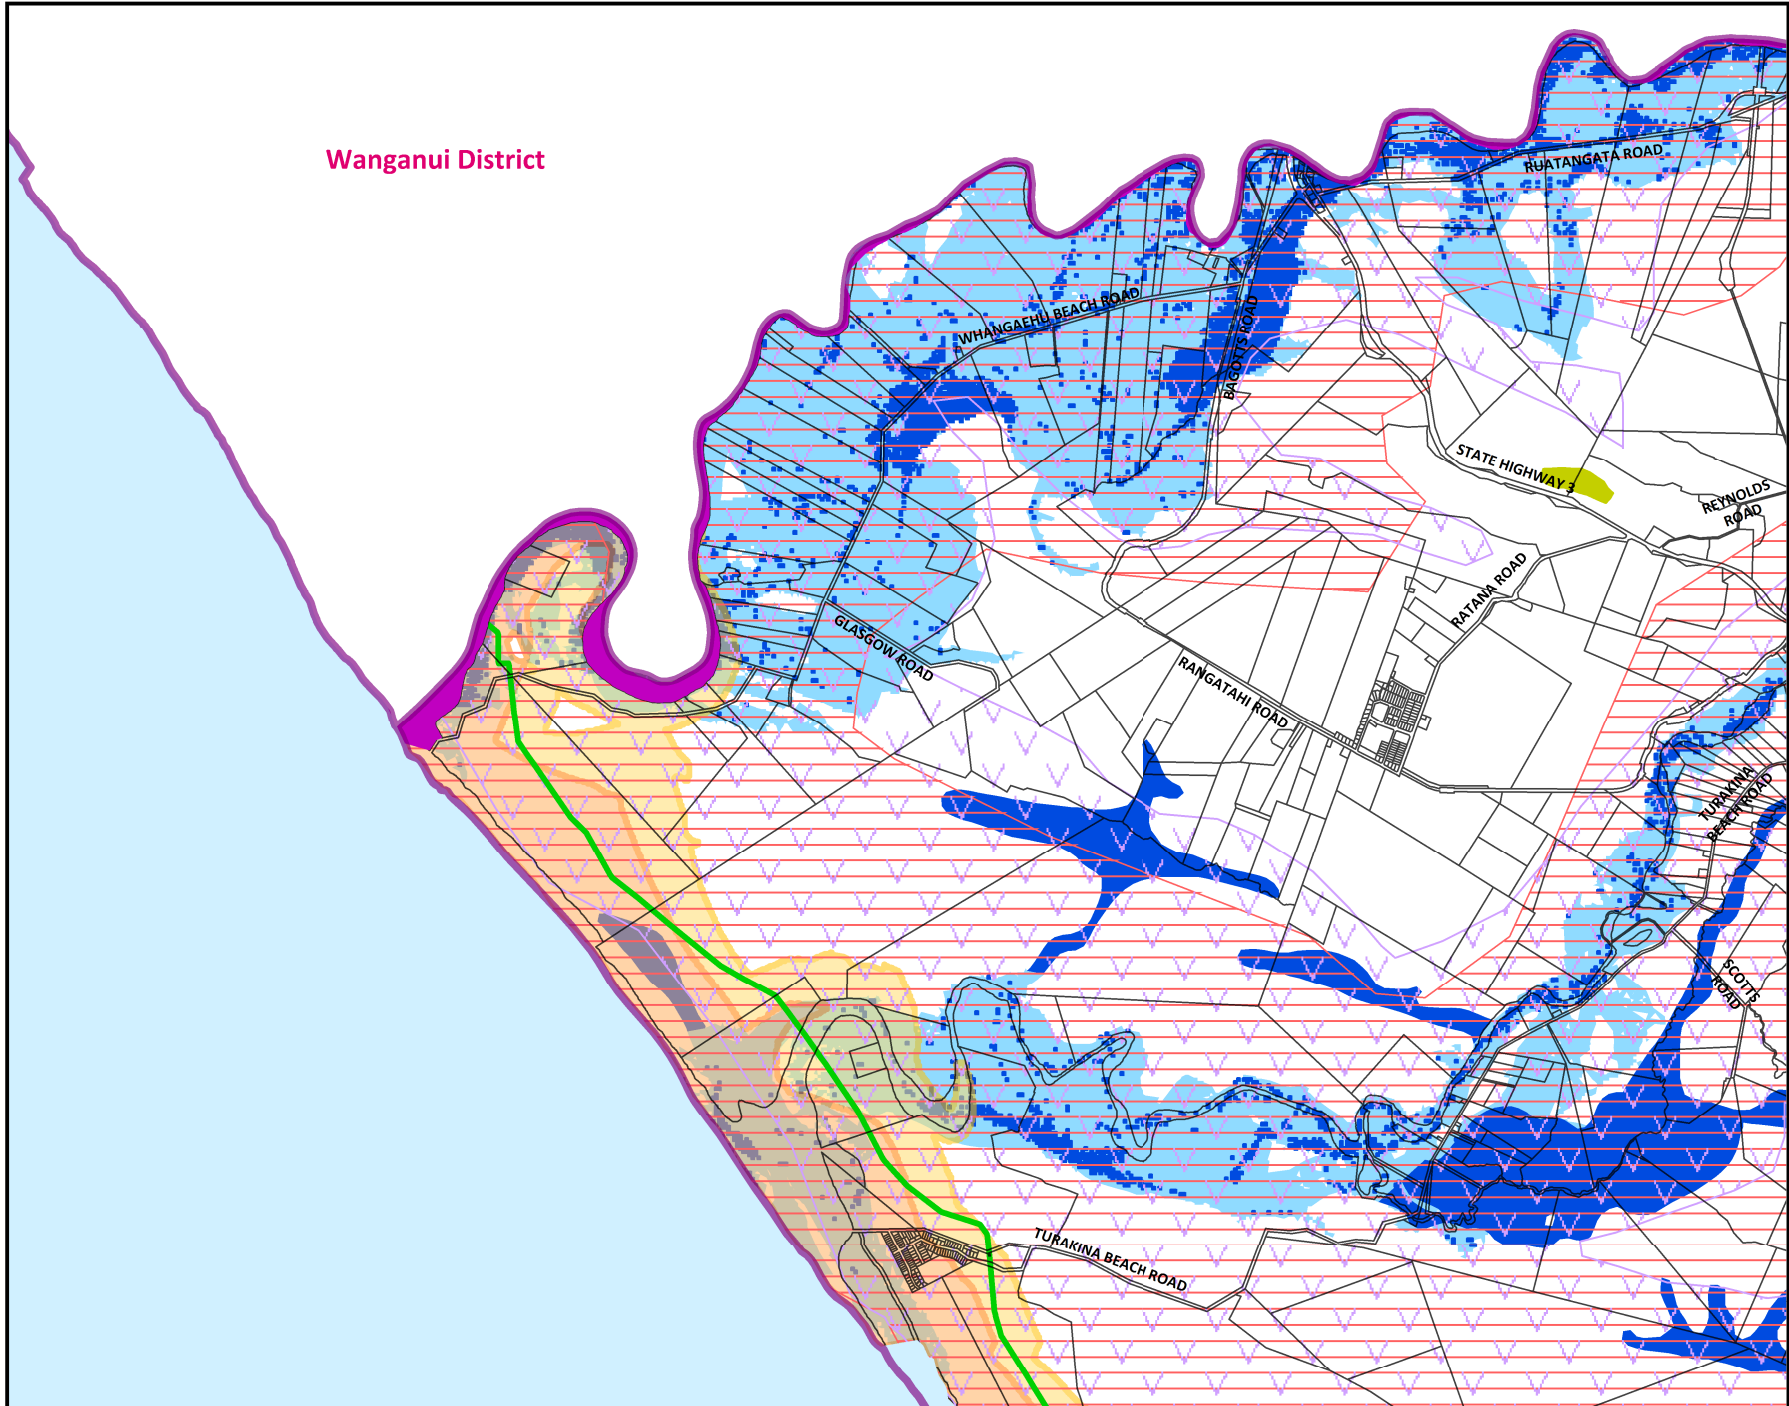 Wanganui District
RUATANGATA ROAD
WHANGAEHU BEACH ROAD
BAGOTTS ROAD
STATE HIGHWAY 3
REYNOLDS
ROAD
RATANA ROAD
GLASGOW ROAD
RANGATAHI ROAD
TURAKINA
BEACH ROAD
SCOTTS
ROAD
TURAKINA BEACH ROAD